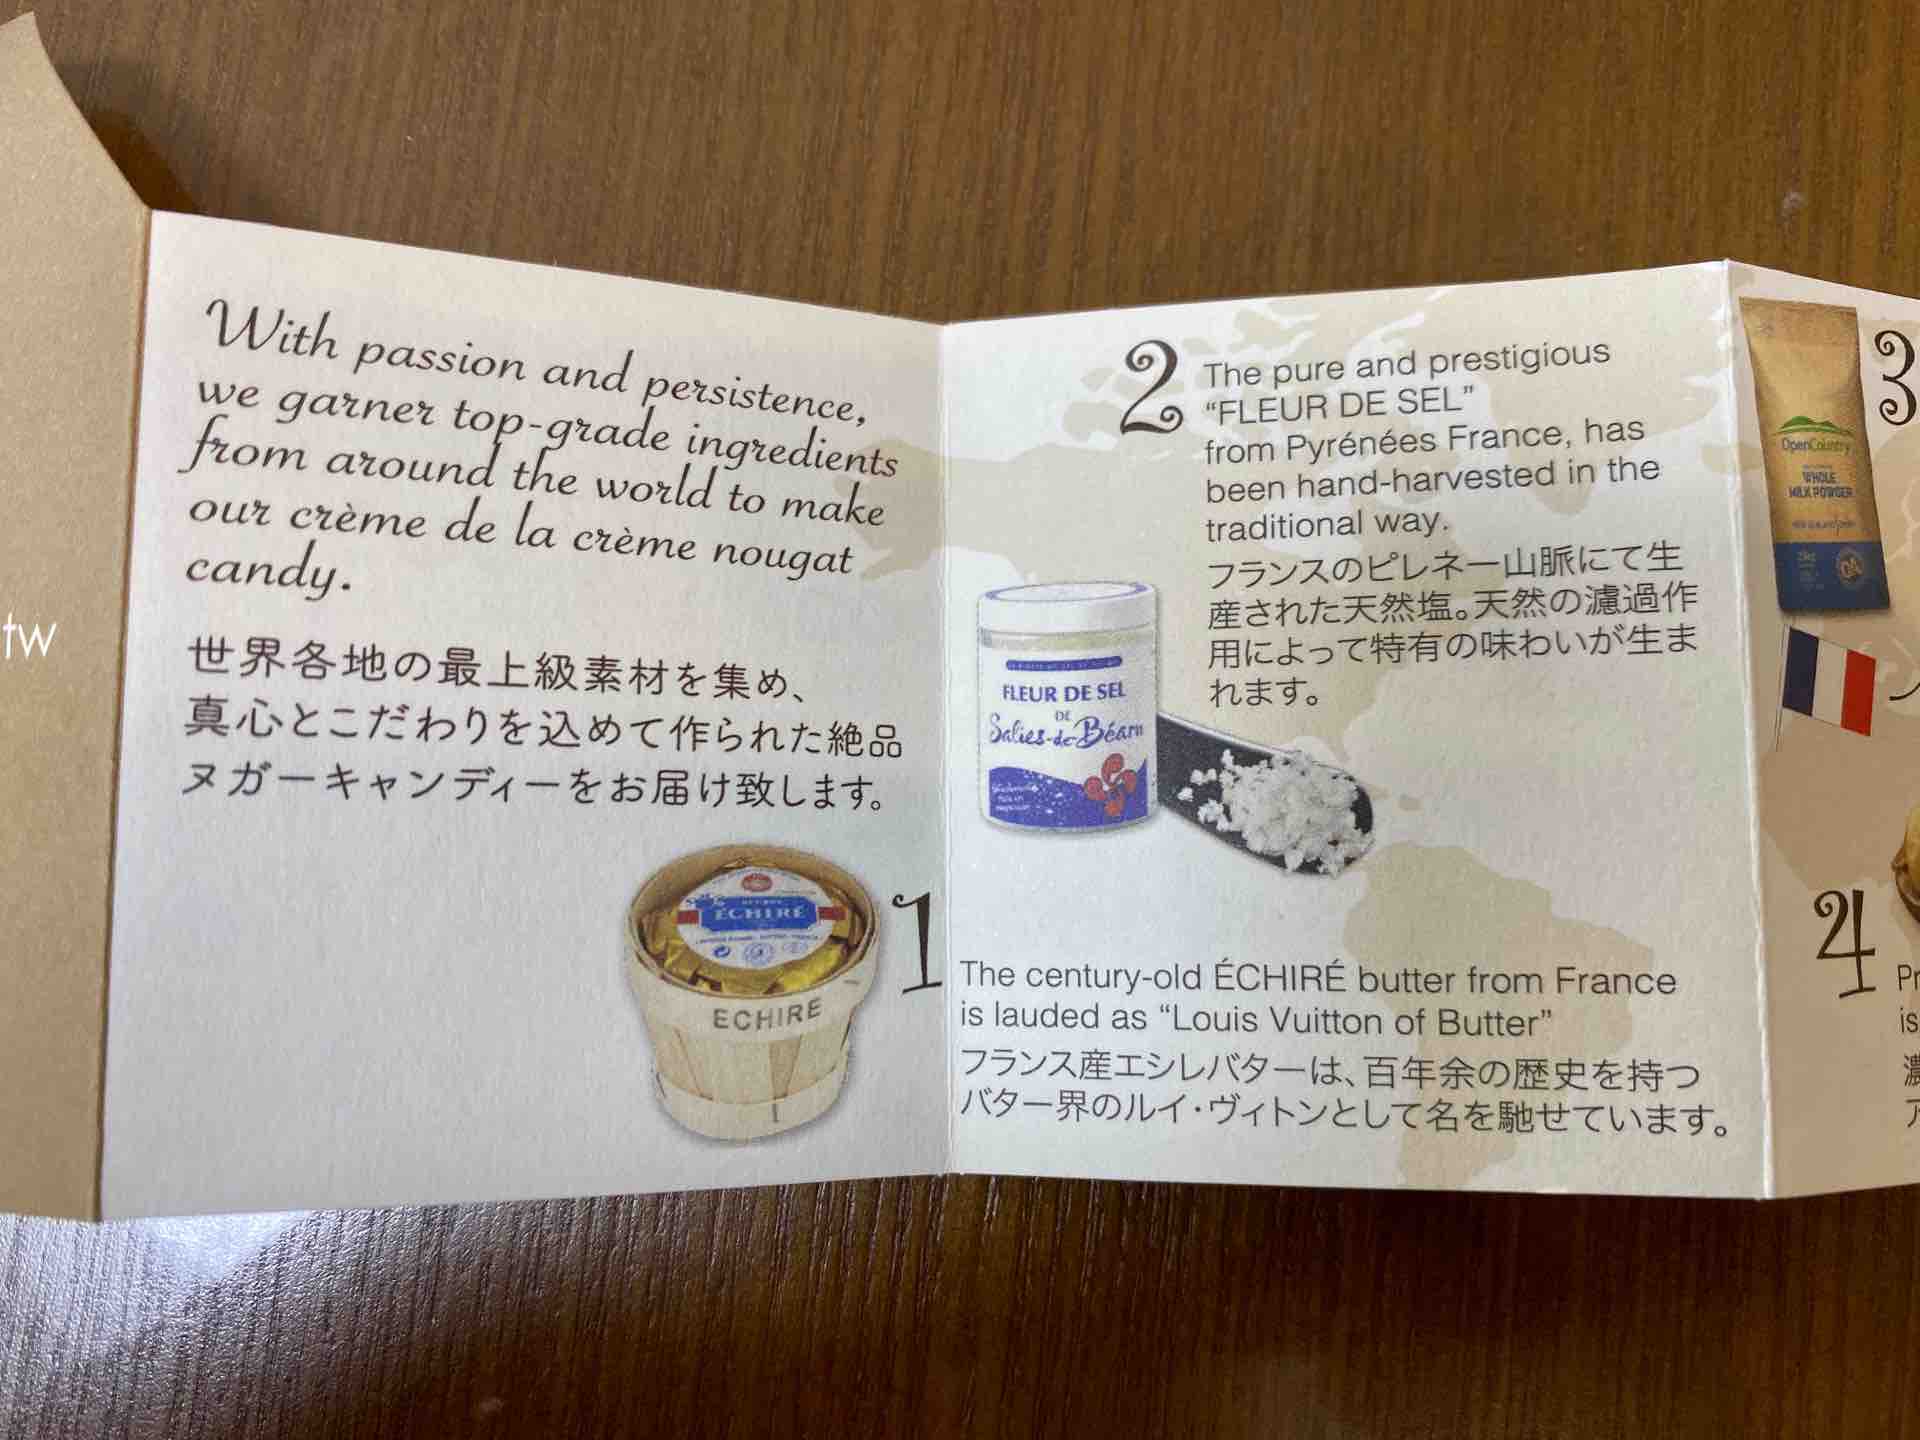 tw
With passion and persistence,
we garner top-grade ingredients
from around the world to make
our crème de la crème nougat
candy.
世界各地の最上級素材を集め、
真心とこだわりを込めて作られた絶品
ヌガーキャンディーをお届け致します。
ÉCHIRÉ
ECHIRE
1
The century-old ÉCHIRÉ butter from France
is lauded as “Louis Vuitton of Butter”
フランス産エシレバターは、百年余の歴史を持つ
バター界のルイ・ヴィトンとして名を馳せています。
2
The pure and prestigious
“FLEUR DE SEL”
from Pyrénées France, has
been hand-harvested in the
traditional way.
フランスのピレネー山脈にて生
産された天然塩。天然の濾過作
用によって特有の味わいが生ま
れます。
FLEUR DE SEL
DE
Salies-de-Béarn
3
OpenCountry
WHOLE
MILK POWDER
ン
4
Pr
is
濃
ア